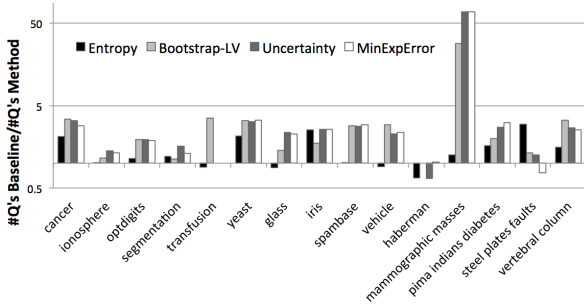 #Q's Baseline/#Q's Method
50
5
0.5
Entropy Bootstrap-LV Uncertainty MinExpError
cancer
ionosphere
optdigits
segmentation
transfusion
yeast
glass
iris
spambase
vehicle
haberman
mammographic masses
pima indians diabetes
steel plates faults
vertebral column